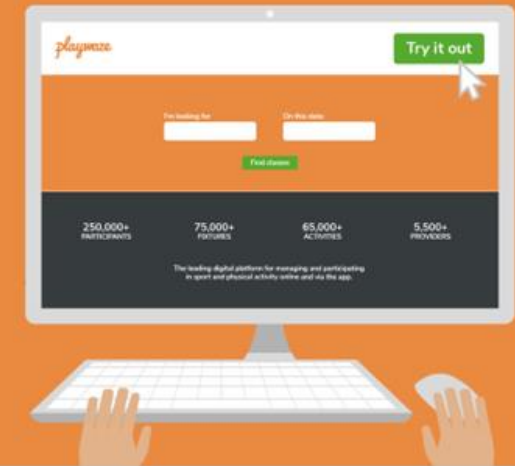 playwaze
Try it out
I'm looking for
On this date
Find classes
250,000+
PARTICIPANTS
75,000+
FIXTURES
65,000+
ACTIVITIES
5,500+
PROVIDERS
The leading digital platform for managing and participating
in sport and physical activity online and via the app.